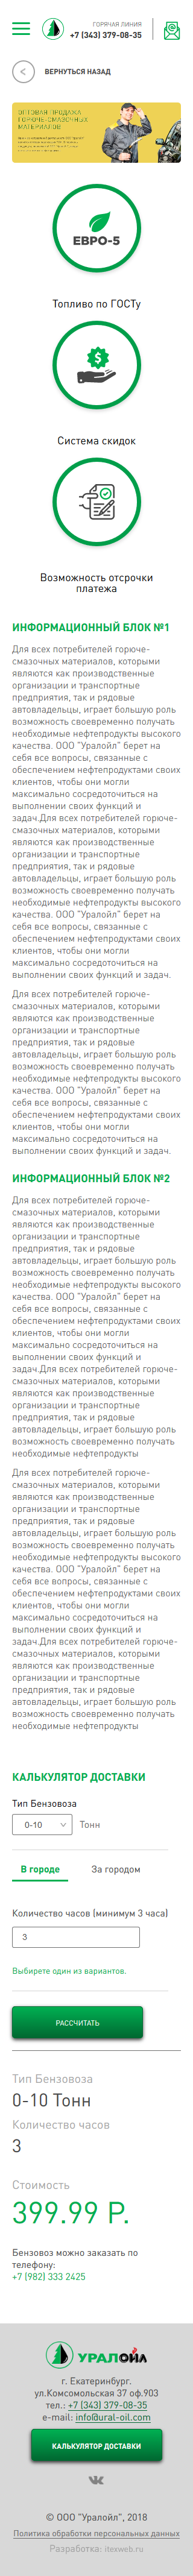 ГОРЯЧАЯ ЛИНИЯ
+7 (343) 379-08-35
ВЕРНУТЬСЯ НАЗАД
ОПТОВАЯ ПРОДАЖА
ГОРЮЧЕ-СМАЗОЧНЫХ
МАТЕРИАЛОВ
ЕВРО-5
Топливо по ГОСТу
Система скидок
Возможность отсрочки
платежа
ИНФОРМАЦИОННЫЙ БЛОК №1
Для всех потребителей горюче-
смазочных материалов, которыми
являются как производственные
организации и транспортные
предприятия, так и рядовые
автовладельцы, играет большую роль
возможность своевременно получать
необходимые нефтепродукты высокого
качества. ООО "Уралойл" берет на
себя все вопросы, связанные с
обеспечением нефтепродуктами своих
клиентов, чтобы они могли
максимально сосредоточиться на
выполнении своих функций и
задач.Для всех потребителей горюче-
смазочных материалов, которыми
являются как производственные
организации и транспортные
предприятия, так и рядовые
автовладельцы, играет большую роль
возможность своевременно получать
необходимые нефтепродукты высокого
качества. ООО "Уралойл" берет на
себя все вопросы, связанные с
обеспечением нефтепродуктами своих
клиентов, чтобы они могли
максимально сосредоточиться на
выполнении своих функций и задач.
Для всех потребителей горюче-
смазочных материалов, которыми
являются как производственные
организации и транспортные
предприятия, так и рядовые
автовладельцы, играет большую роль
возможность своевременно получать
необходимые нефтепродукты высокого
качества. ООО "Уралойл" берет на
себя все вопросы, связанные с
обеспечением нефтепродуктами своих
клиентов, чтобы они могли
максимально сосредоточиться на
выполнении своих функций и задач.
ИНФОРМАЦИОННЫЙ БЛОК №2
Для всех потребителей горюче-
смазочных материалов, которыми
являются как производственные
организации и транспортные
предприятия, так и рядовые
автовладельцы, играет большую роль
возможность своевременно получать
необходимые нефтепродукты высокого
качества. ООО "Уралойл" берет на
себя все вопросы, связанные с
обеспечением нефтепродуктами своих
клиентов, чтобы они могли
максимально сосредоточиться на
выполнении своих функций и
задач.Для всех потребителей горюче-
смазочных материалов, которыми
являются как производственные
организации и транспортные
предприятия, так и рядовые
автовладельцы, играет большую роль
возможность своевременно получать
необходимые нефтепродукты
Для всех потребителей горюче-
смазочных материалов, которыми
являются как производственные
организации и транспортные
предприятия, так и рядовые
автовладельцы, играет большую роль
возможность своевременно получать
необходимые нефтепродукты высокого
качества. ООО "Уралойл" берет на
себя все вопросы, связанные с
обеспечением нефтепродуктами своих
клиентов, чтобы они могли
максимально сосредоточиться на
выполнении своих функций и
задач.Для всех потребителей горюче-
смазочных материалов, которыми
являются как производственные
организации и транспортные
предприятия, так и рядовые
автовладельцы, играет большую роль
возможность своевременно получать
необходимые нефтепродукты
КАЛЬКУЛЯТОР ДОСТАВКИ
Тип Бензовоза
0-10 Тонн
В городе За городом
Количество часов (минимум 3 часа)
3
Выбирете один из вариантов.
РАССЧИТАТЬ
Тип Бензовоза
0-10 Тонн
Количество часов
3
Стоимость
399.99 Р.
Бензовоз можно заказать по
телефону:
+7 (982) 333 2425
УРАЛОЙЛ
г. Екатеринбург.
ул.Комсомольская 37 оф.903
тел.: +7 (343) 379-08-35
e-mail: info@ural-oil.com
КАЛЬКУЛЯТОР ДОСТАВКИ
© ООО "Уралойл", 2018
Политика обработки персональных данных
Разработка: itexweb.ru